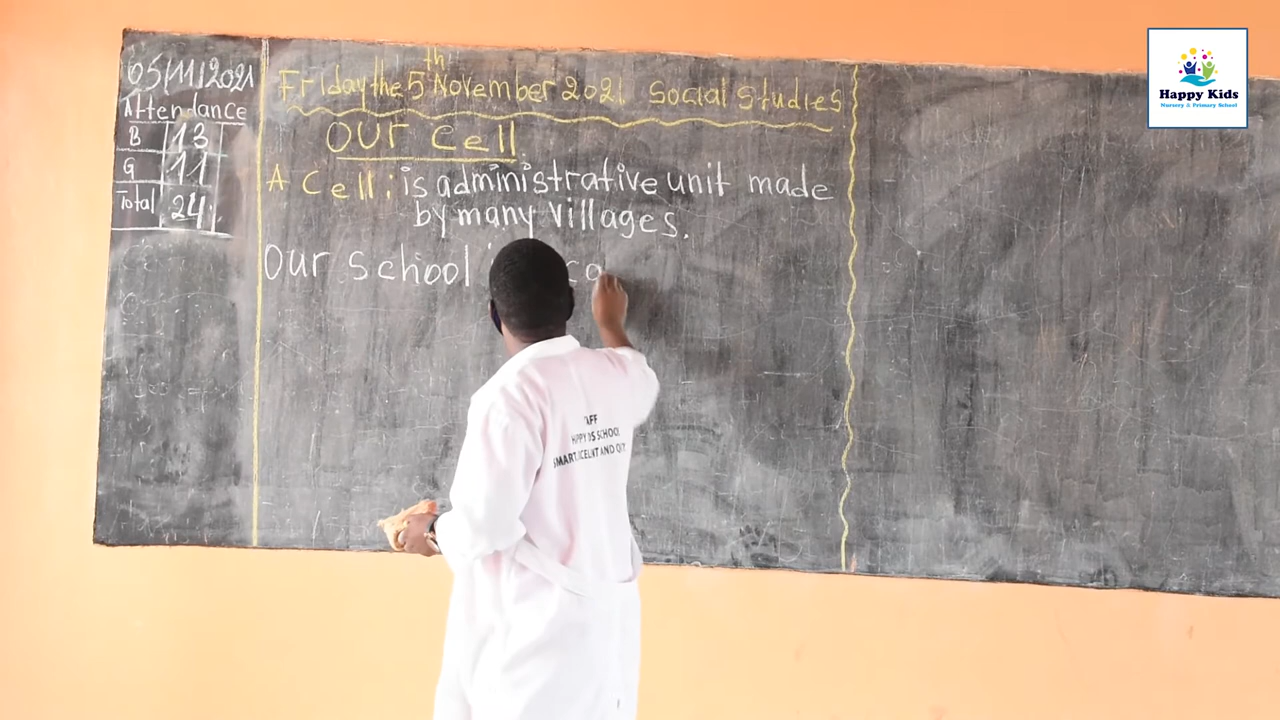 05/11/2021
Attendance
B 13
G 11
Total 24
Friday the 5th November 2021. Social Studies
Our Cell.
A Cell: is administrative unit made
by many villages.
Our school
HAPPY KIDS SCHOOL
Happy Kids
Nursery & Primary School